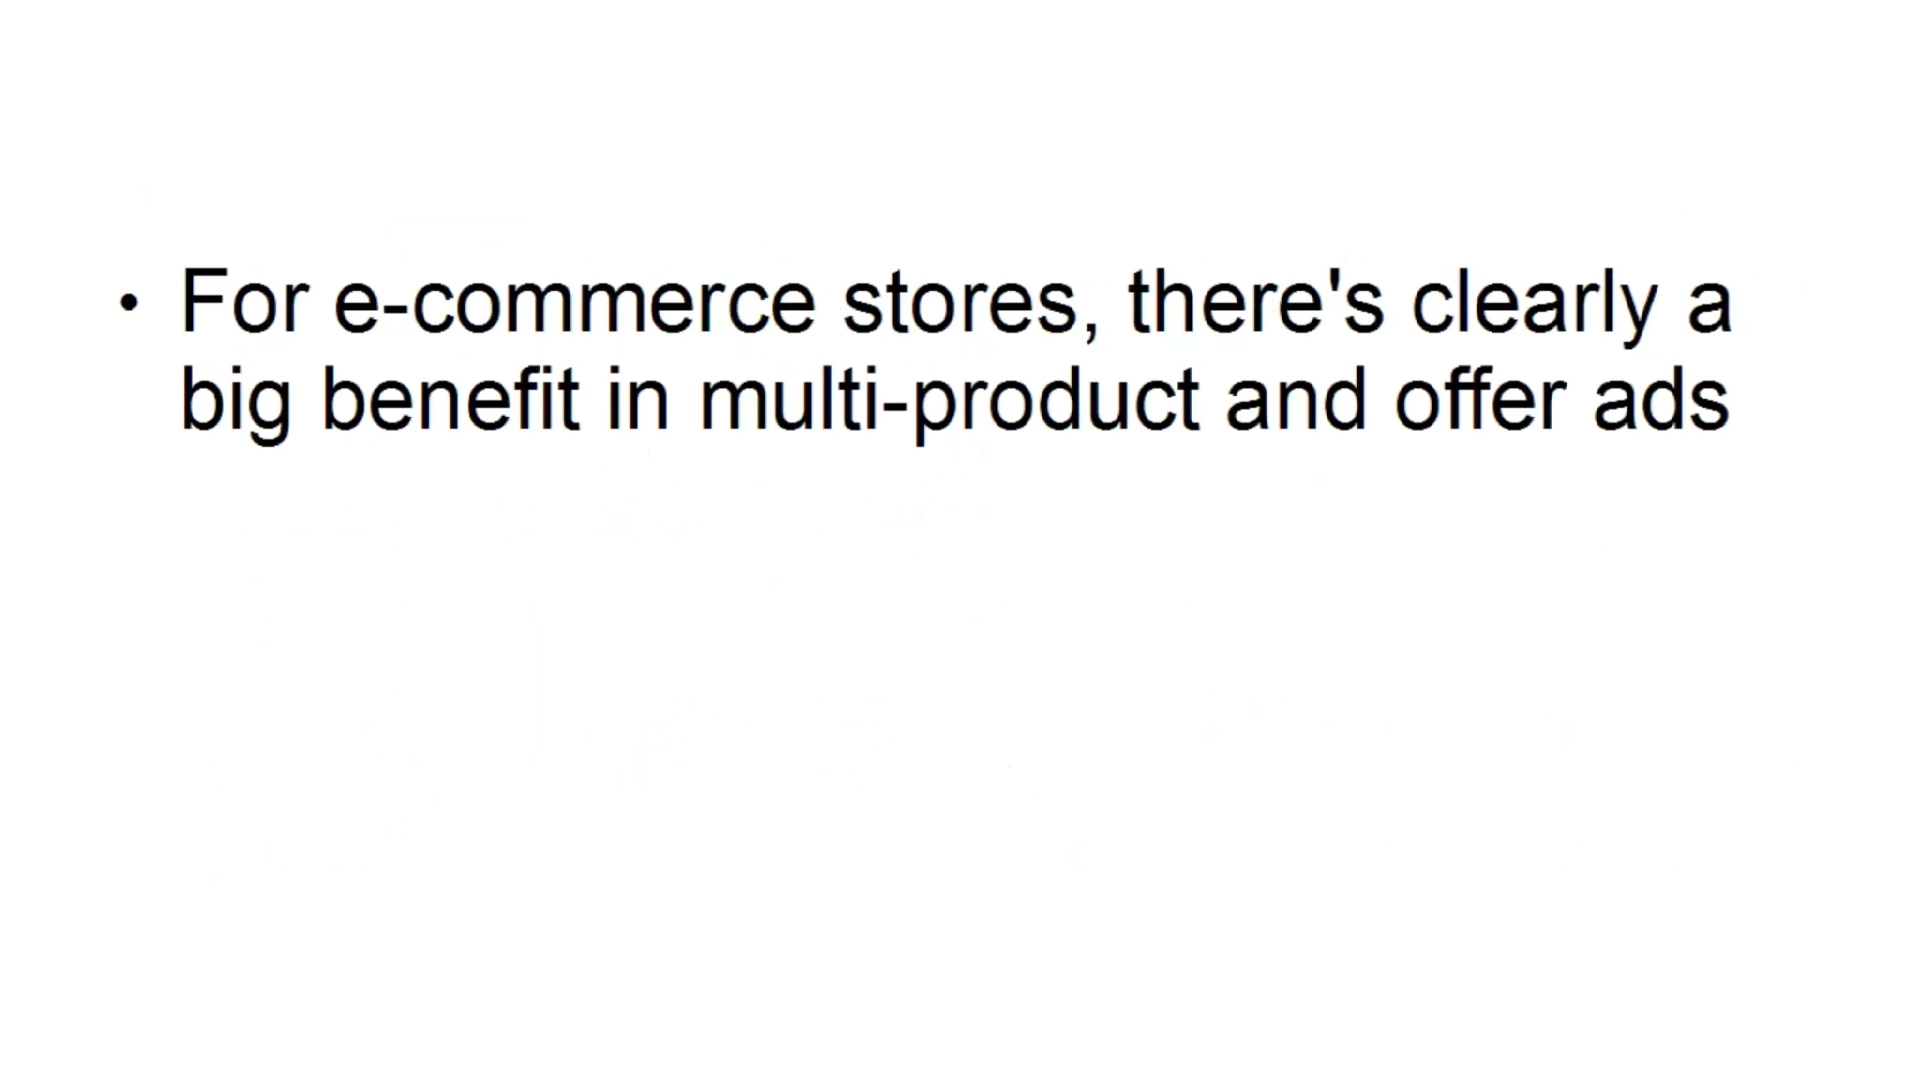 • For e-commerce stores, there's clearly a
big benefit in multi-product and offer ads